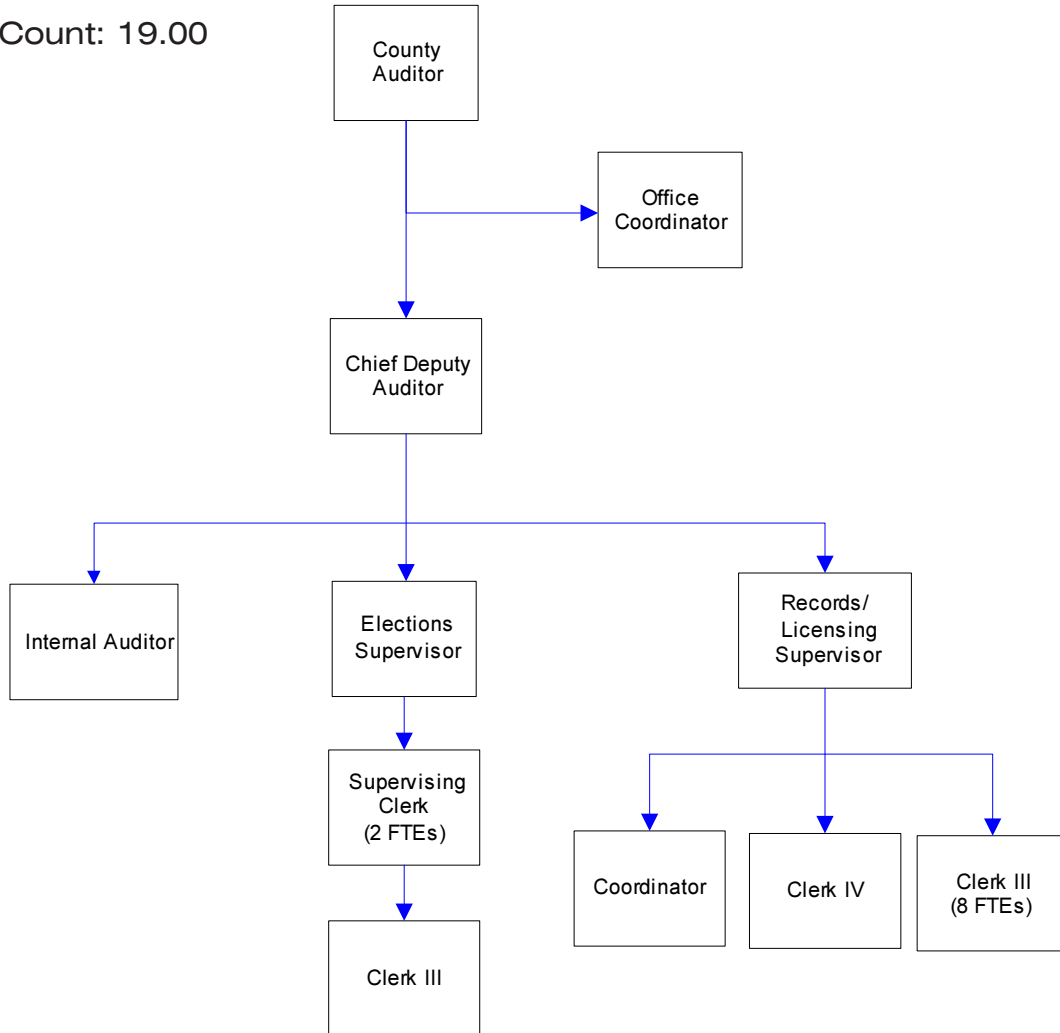 Count: 19.00
County
Auditor
Office
Coordinator
Chief Deputy
Auditor
Internal Auditor
Elections
Supervisor
Records/
Licensing
Supervisor
Supervising
Clerk
(2 FTEs)
Coordinator
Clerk IV
Clerk III
(8 FTEs)
Clerk III